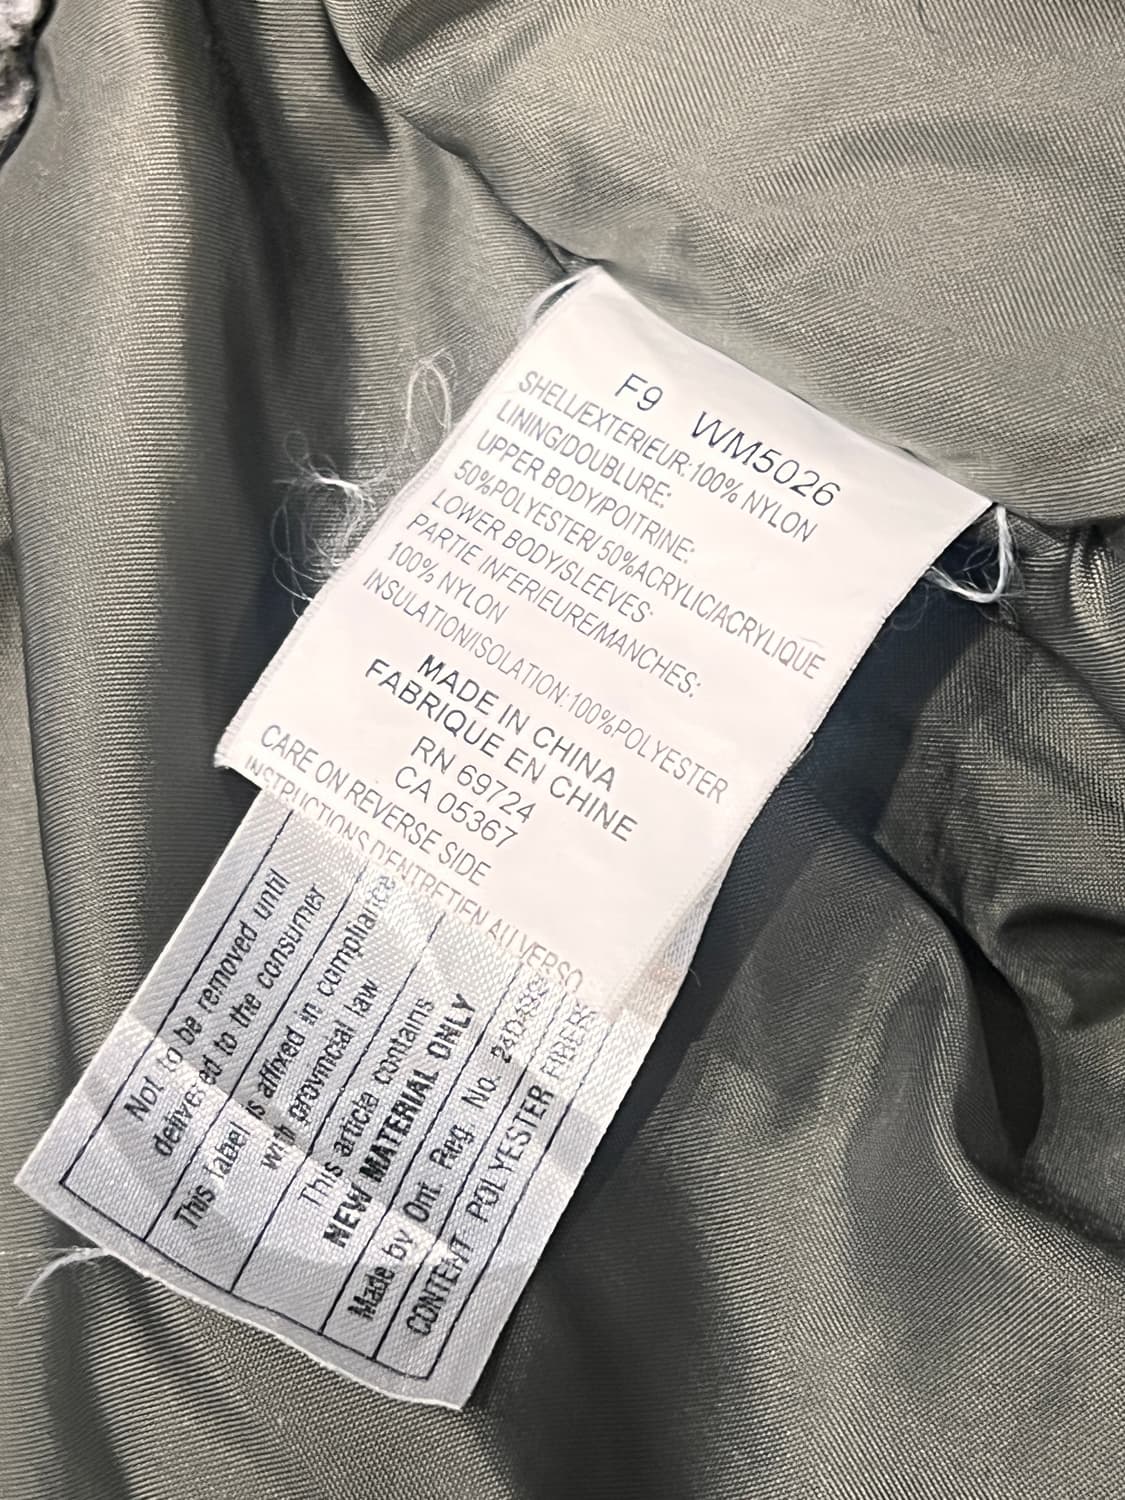 F9 WM5026
SHELL/EXTERIEUR:100% NYLON
LINING/DOUBLURE:
UPPER BODY/POITRINE:
50%POLYESTER/ 50%ACRYLIC/ACRYLIQUE
LOWER BODY/SLEEVES:
PARTIE INFERIEURE/MANCHES:
100% NYLON
INSULATION/ISOLATION:100%POLYESTER
MADE IN CHINA
FABRIQUE EN CHINE
RN 69724
CA 05367
CARE ON REVERSE SIDE
INSTRUCTIONS D'ENTRETIEN AU VERSO
Not to be removed until
delivered to the consumer
This label is affixed in compliance
with provincial law
This article contains
NEW MATERIAL ONLY
Made by Ont. Reg. No.
CONTENT POLYESTER FIBERS